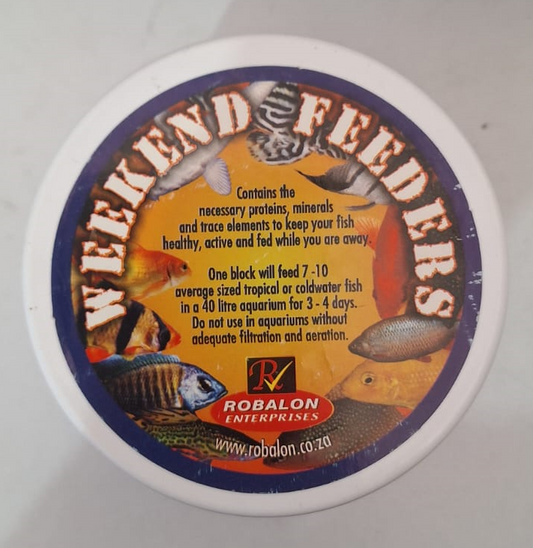 WEEKEND FEEDERS
Contains the
necessary proteins, minerals
and trace elements to keep your fish
healthy, active and fed while you are away.
One block will feed 7 -10
average sized tropical or coldwater fish
in a 40 litre aquarium for 3 - 4 days.
Do not use in aquariums without
adequate filtration and aeration.
R
ROBALON
ENTERPRISES
www.robalon.co.za